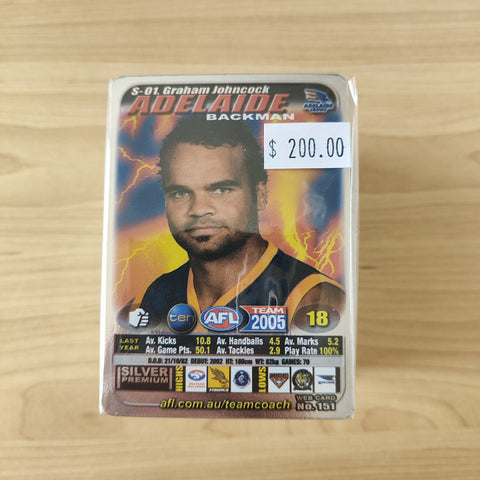 S-01, Graham Johncock
ADELAIDE
BACKMAN
ADELAIDE
CROWS
$ 200.00
ten
AFL
TEAM
2005
18
LAST YEAR
Av. Kicks 10.8 Av. Handballs 4.5 Av. Marks 5.2
Av. Game Pts. 50.1 Av. Tackles 2.9 Play Rate 100%
D.O.B: 21/10/82 DEBUT: 2002 HT: 180cm WT: 82kg GAMES: 70
SILVER
PREMIUM
HIGHS
LOWS
WEB CARD
afl.com.au/teamcoach
No.151